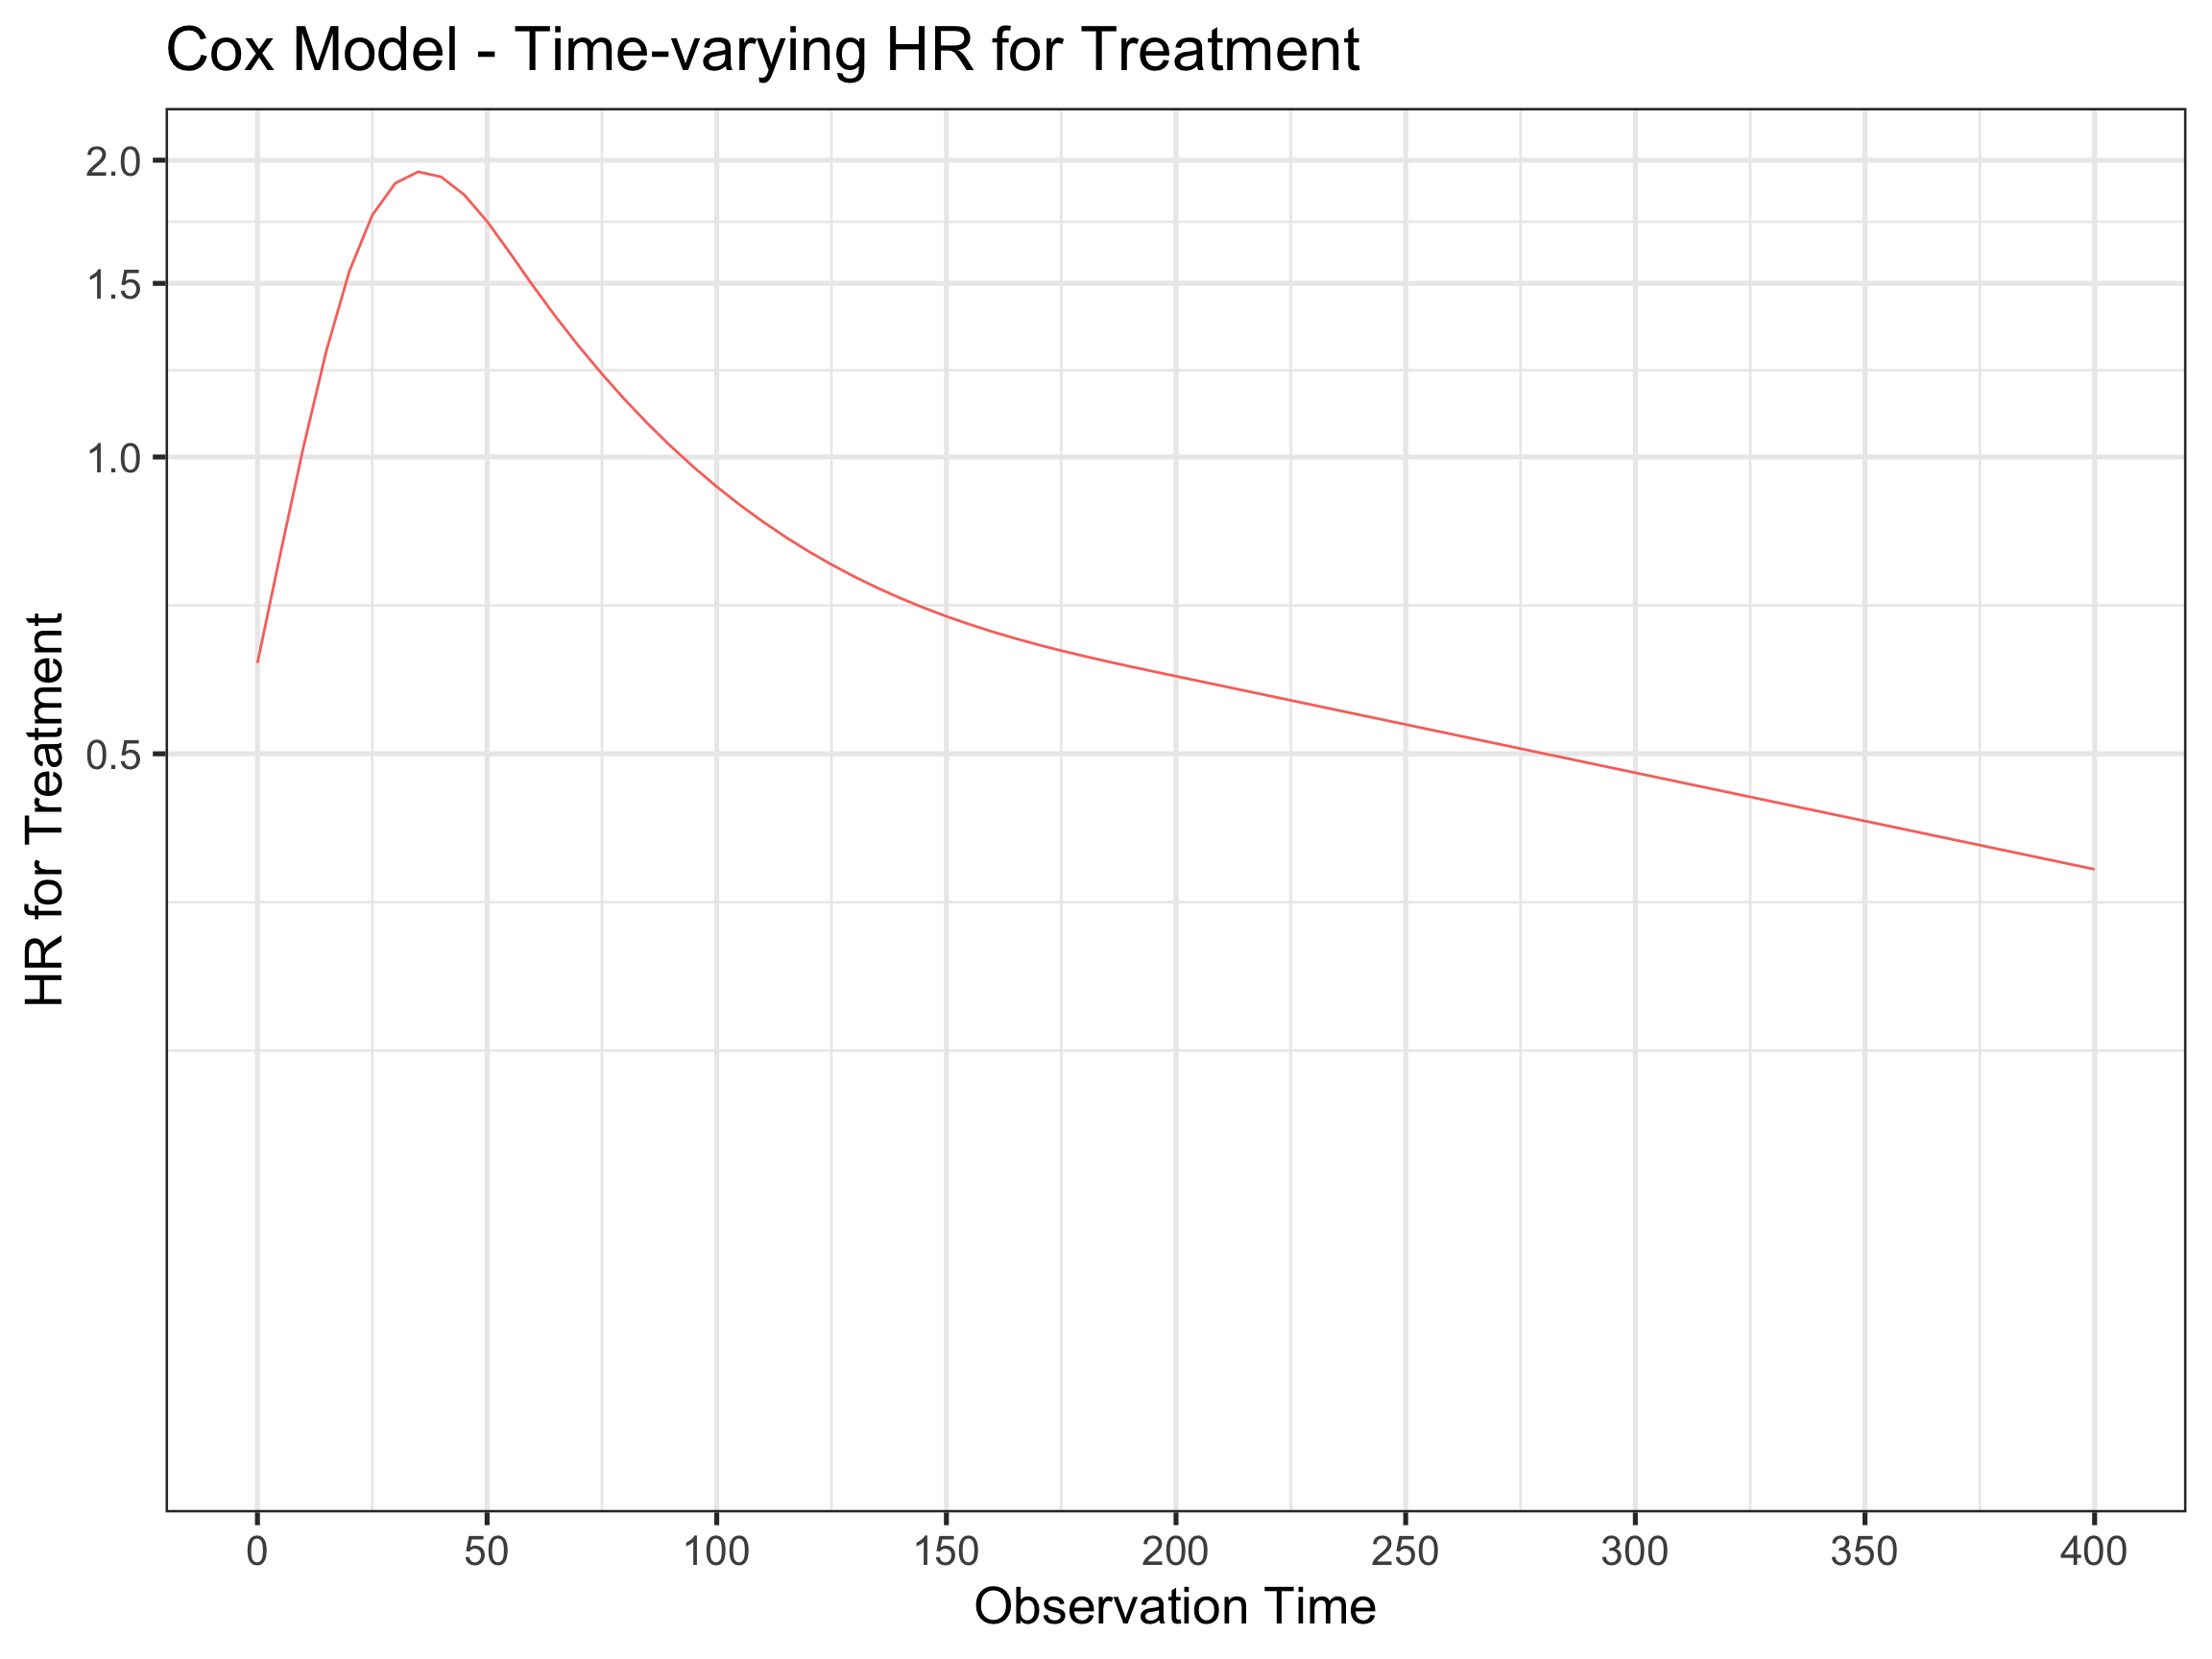 Cox Model - Time-varying HR for Treatment
HR for Treatment
2.0
1.5
1.0
0.5
0 50 100 150 200 250 300 350 400
Observation Time